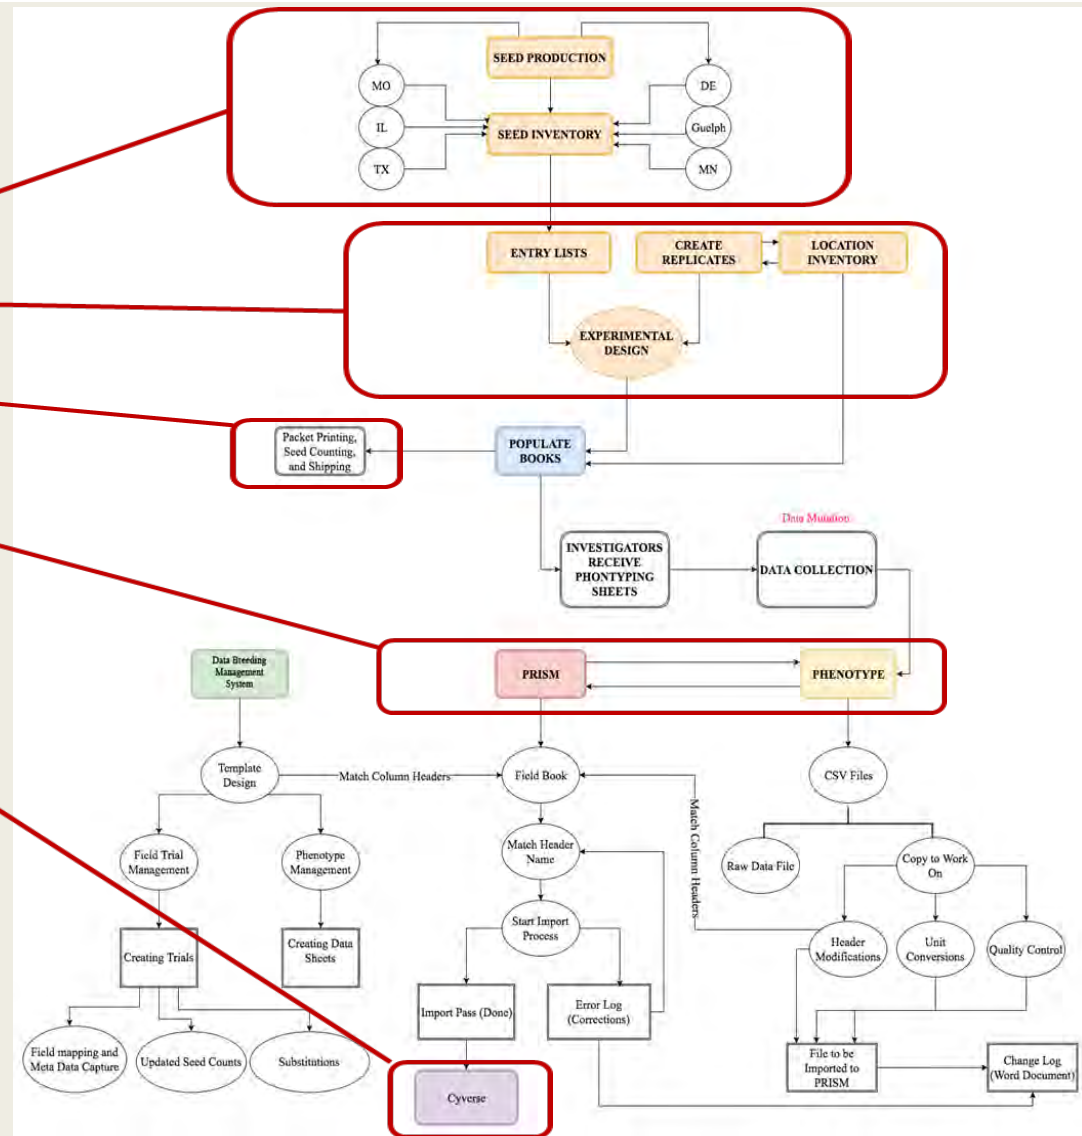 SEED PRODUCTION
MO
DE
IL
SEED INVENTORY
Guelph
TX
MN
ENTRY LISTS
CREATE
REPLICATES
LOCATION
INVENTORY
EXPERIMENTAL
DESIGN
Packet Printing,
Seed Counting,
and Shipping
POPULATE
BOOKS
Data Mutation
INVESTIGATORS
RECEIVE
PHONTYPING
SHEETS
DATA COLLECTION
Data Breeding
Management
System
PRISM
PHENOTYPE
Template
Design
Match Column Headers
Field Book
CSV Files
Match Column Headers
Field Trial
Management
Phenotype
Management
Match Header
Name
Raw Data File
Copy to Work
On
Creating Trials
Creating Data
Sheets
Start Import
Process
Header
Modifications
Unit
Conversions
Quality Control
Import Pass (Done)
Error Log
(Corrections)
Field mapping and
Meta Data Capture
Updated Seed Counts
Substitutions
File to be
Imported to
PRISM
Change Log
(Word Document)
Cyverse